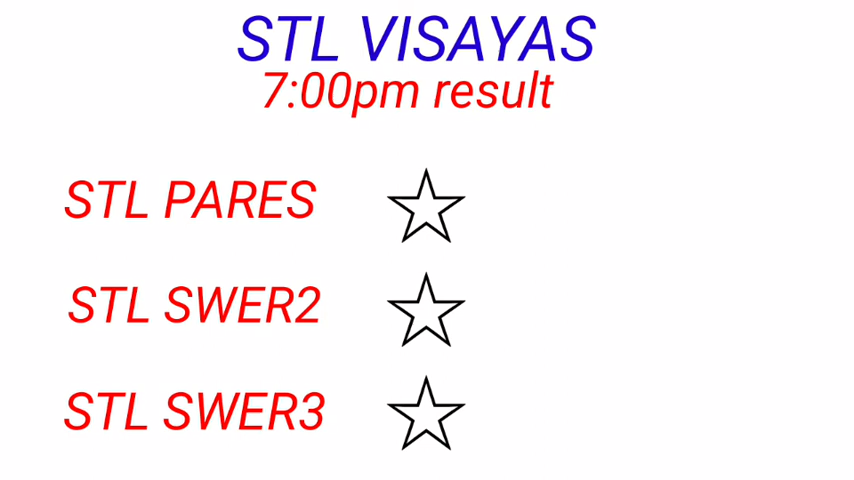 STL VISAYAS
7:00pm result
STL PARES
STL SWER2
STL SWER3